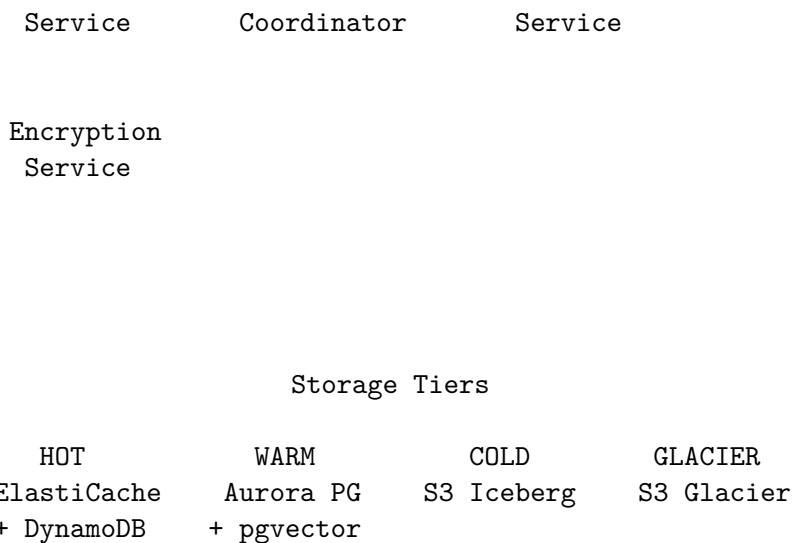 Service Coordinator Service
Encryption
Service
Storage Tiers
HOT WARM COLD GLACIER
ElastiCache Aurora PG S3 Iceberg S3 Glacier
+ DynamoDB + pgvector